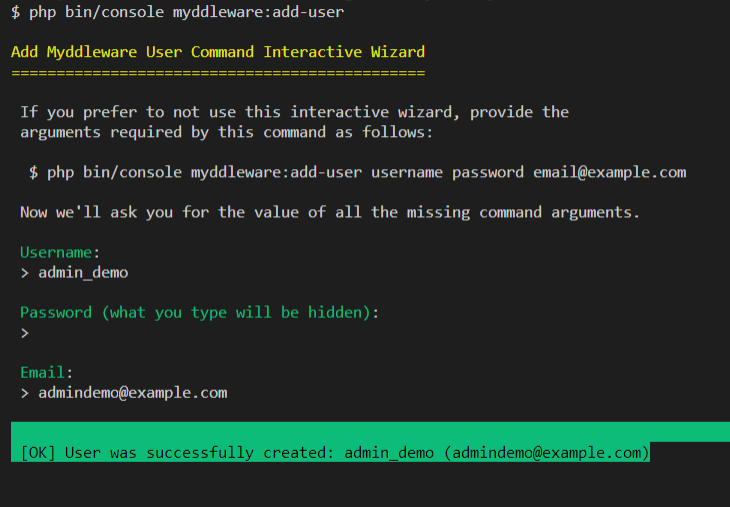 $ php bin/console myddleware:add-user
Add Myddleware User Command Interactive Wizard
==============================================
If you prefer to not use this interactive wizard, provide the
arguments required by this command as follows:
$ php bin/console myddleware:add-user username password email@example.com
Now we'll ask you for the value of all the missing command arguments.
Username:
> admin_demo
Password (what you type will be hidden):
>
Email:
> admindemo@example.com
[OK] User was successfully created: admin_demo (admindemo@example.com)